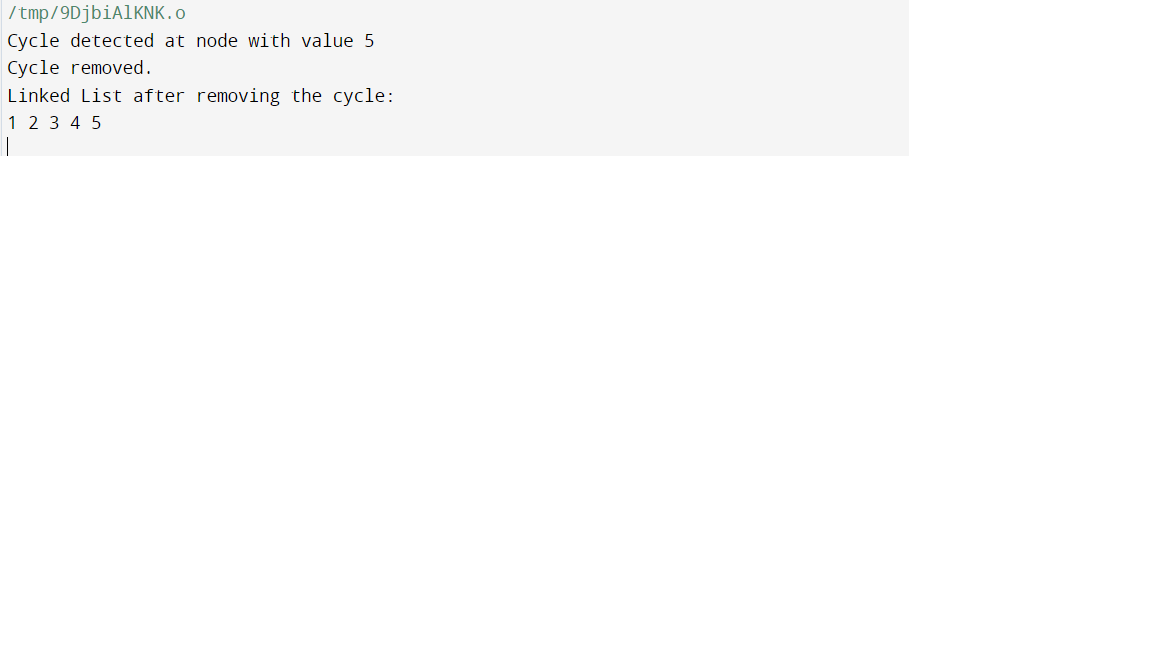 /tmp/9DjbiAlKNK.o
Cycle detected at node with value 5
Cycle removed.
Linked List after removing the cycle:
1 2 3 4 5